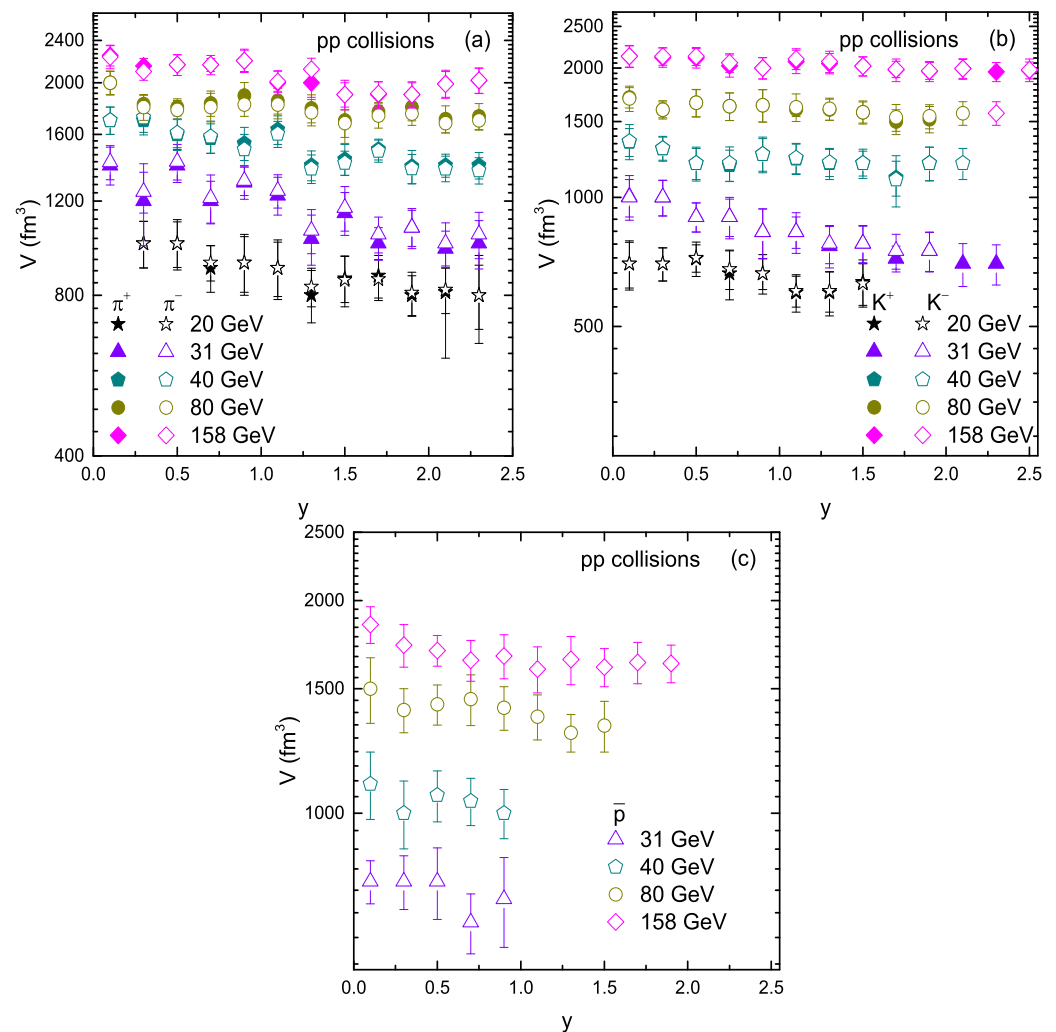 pp collisions (a)
2400
2000
1600
1200
800
400
V (fm³)
π⁺ π⁻
20 GeV
31 GeV
40 GeV
80 GeV
158 GeV
0.0 0.5 1.0 1.5 2.0 2.5
y
pp collisions (b)
2500
2000
1500
1000
500
V (fm³)
K⁺ K⁻
20 GeV
31 GeV
40 GeV
80 GeV
158 GeV
0.0 0.5 1.0 1.5 2.0 2.5
y
pp collisions (c)
2500
2000
1500
1000
V (fm³)
p̅
31 GeV
40 GeV
80 GeV
158 GeV
0.0 0.5 1.0 1.5 2.0 2.5
y